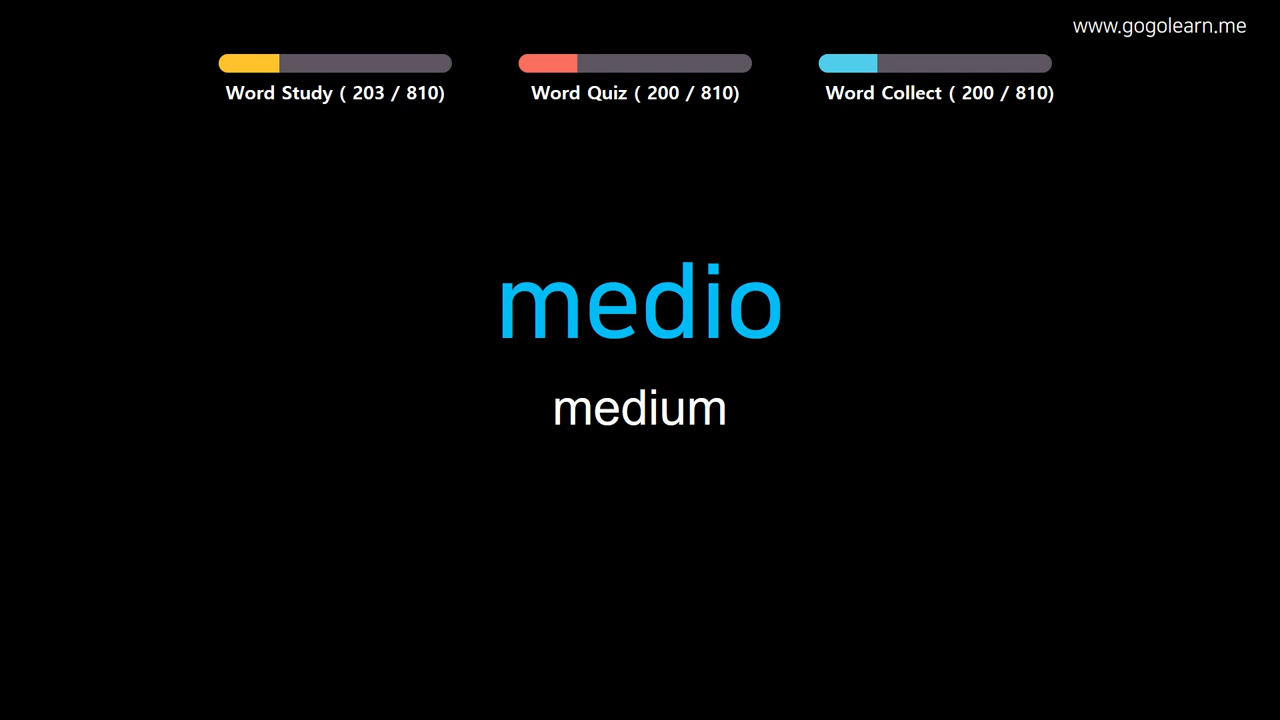 www.gogolearn.me
Word Study ( 203 / 810)
Word Quiz ( 200 / 810)
Word Collect ( 200 / 810)
medio
medium